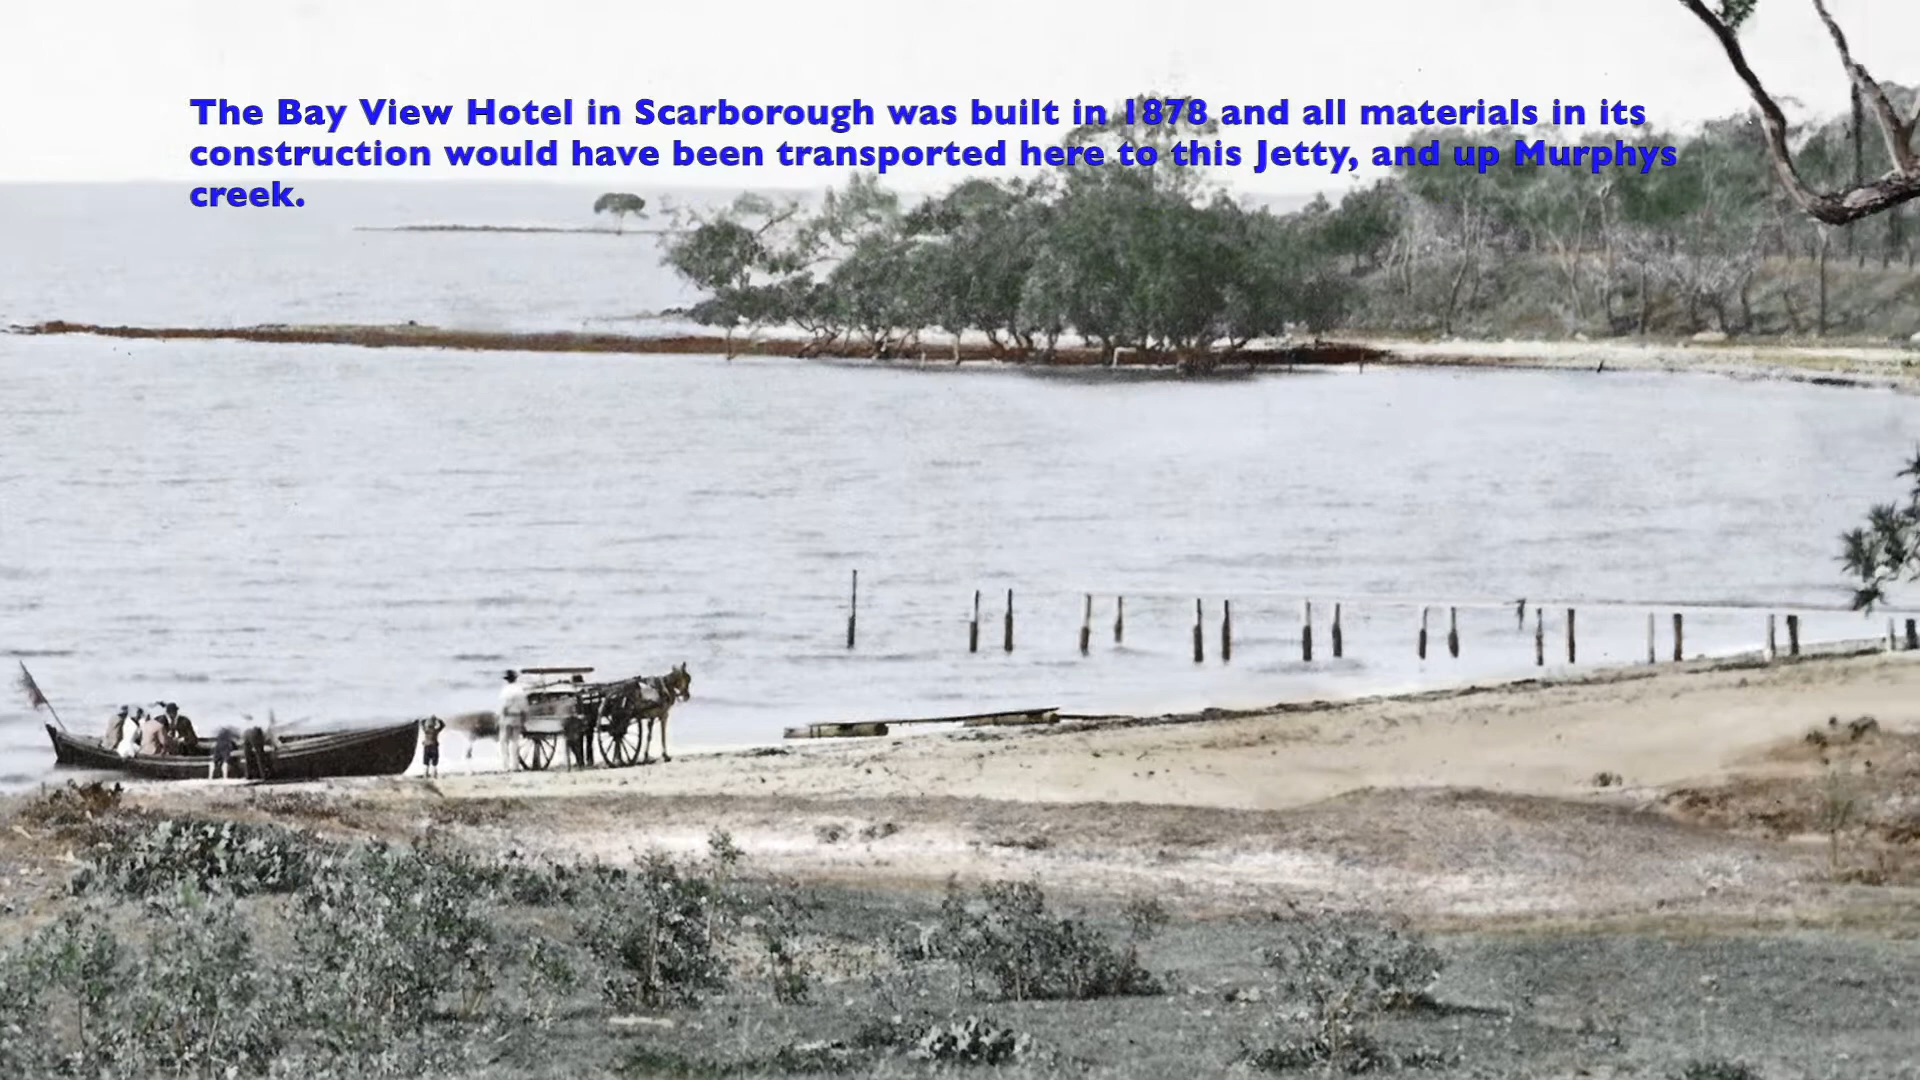 The Bay View Hotel in Scarborough was built in 1878 and all materials in its
construction would have been transported here to this Jetty, and up Murphys
creek.